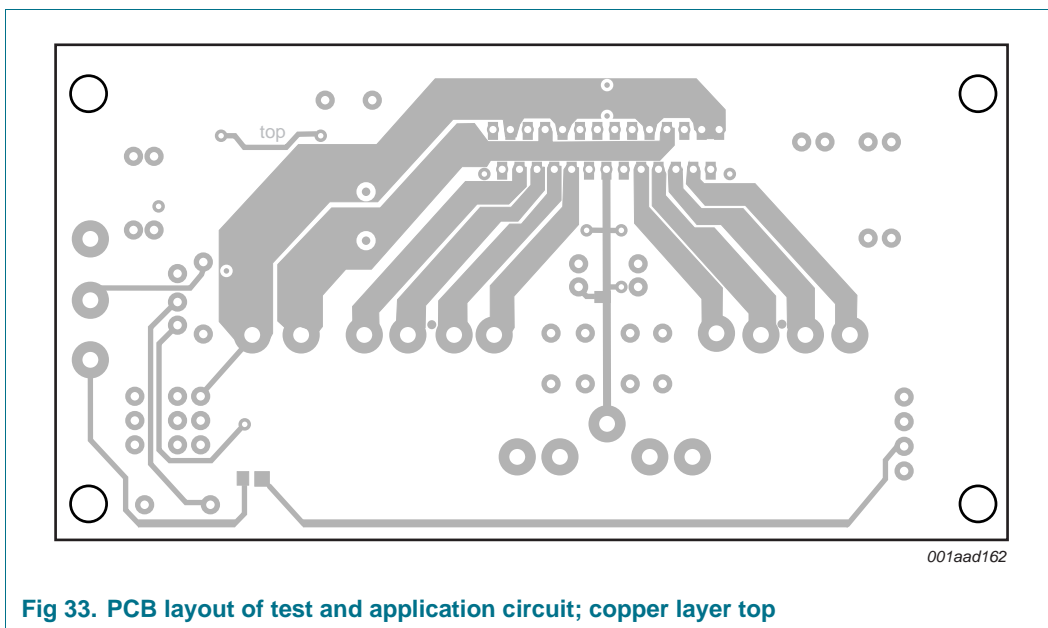 top
001aad162
Fig 33. PCB layout of test and application circuit; copper layer top